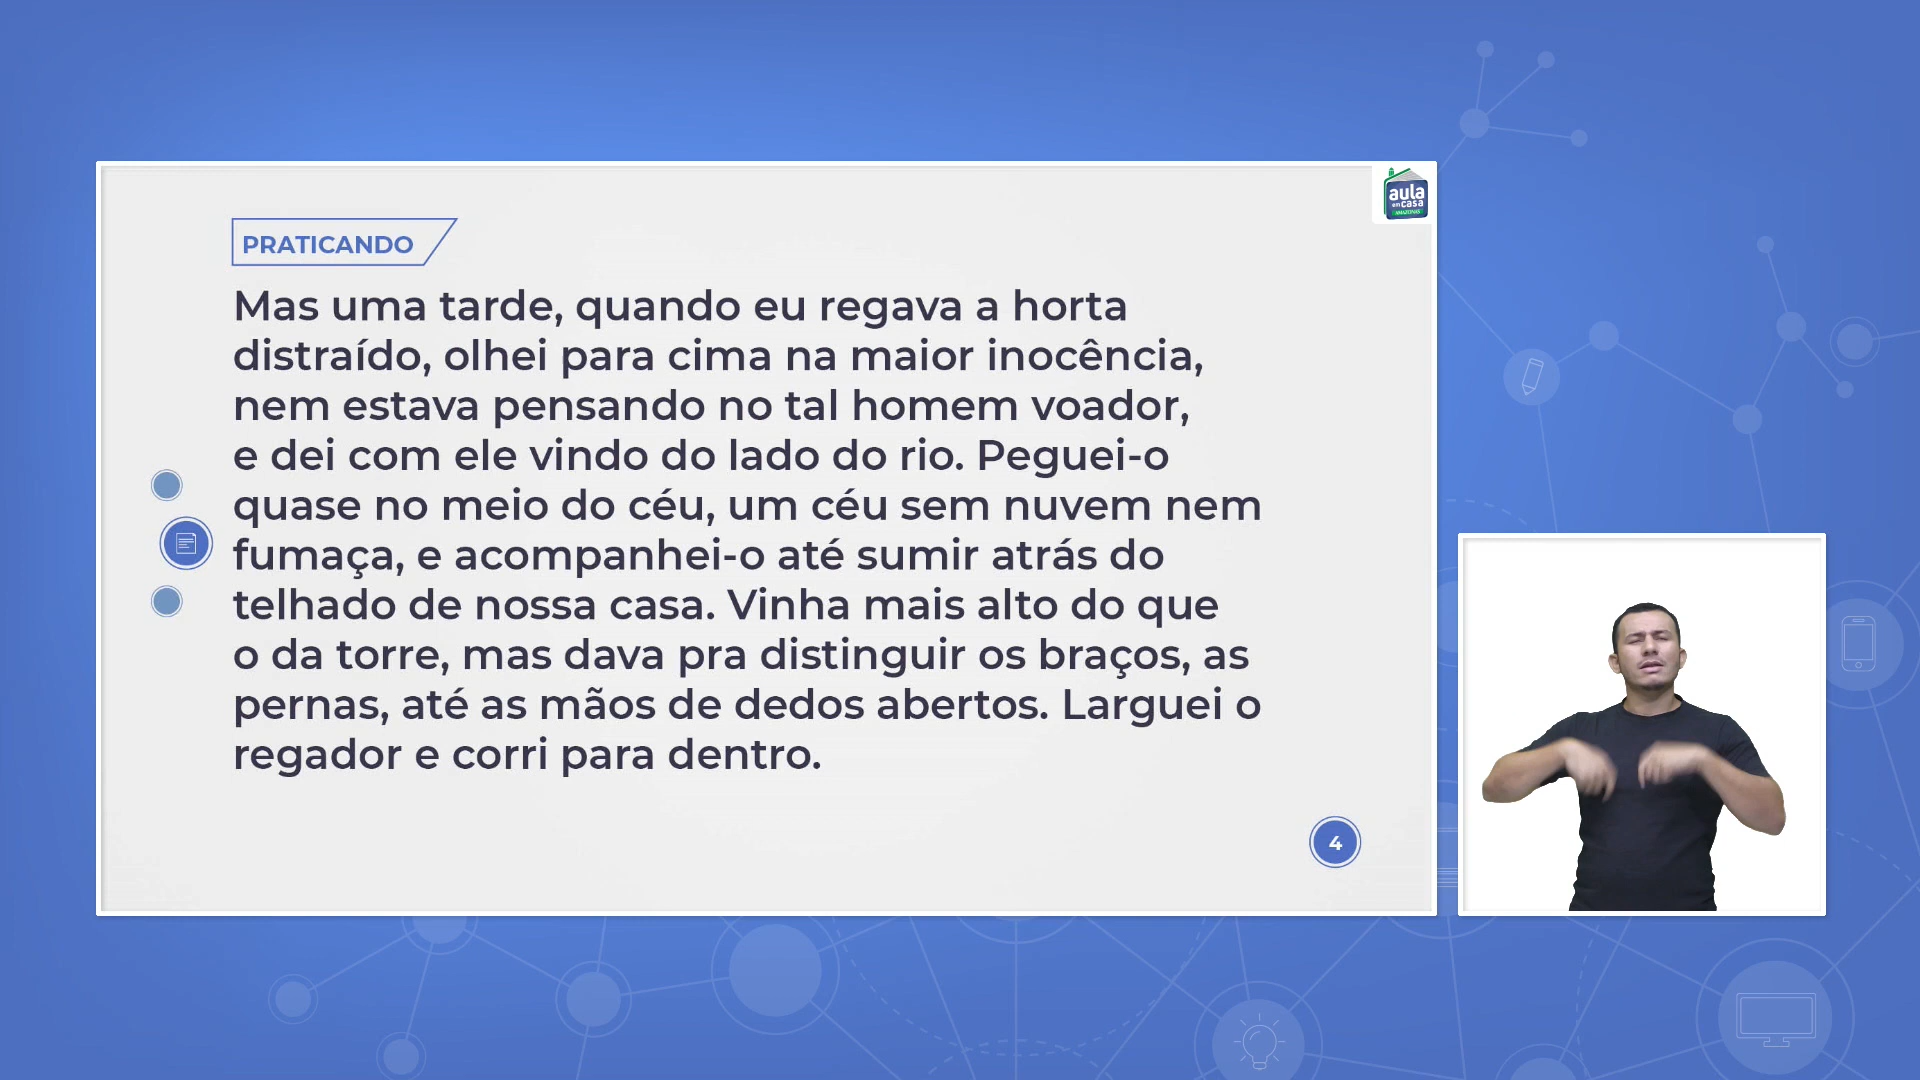 aula
em casa
AMAZONAS
PRATICANDO
Mas uma tarde, quando eu regava a horta
distraído, olhei para cima na maior inocência,
nem estava pensando no tal homem voador,
e dei com ele vindo do lado do rio. Peguei-o
quase no meio do céu, um céu sem nuvem nem
fumaça, e acompanhei-o até sumir atrás do
telhado de nossa casa. Vinha mais alto do que
o da torre, mas dava pra distinguir os braços, as
pernas, até as mãos de dedos abertos. Larguei o
regador e corri para dentro.
4